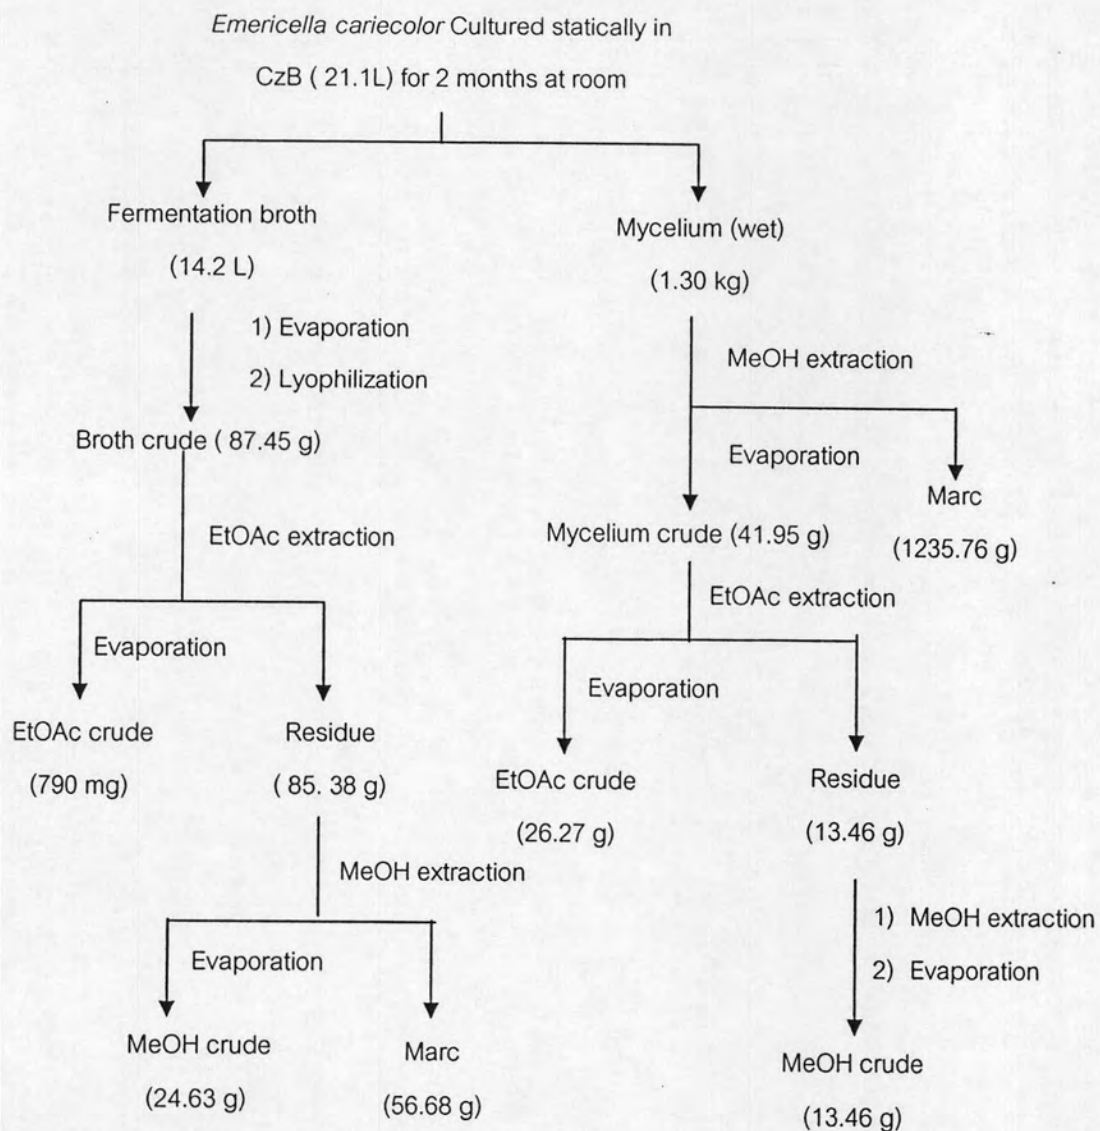 Emericella cariecolor Cultured statically in
CzB ( 21.1L) for 2 months at room
Fermentation broth
(14.2 L)
Mycelium (wet)
(1.30 kg)
1) Evaporation
2) Lyophilization
MeOH extraction
Broth crude ( 87.45 g)
Evaporation
Marc
(1235.76 g)
Mycelium crude (41.95 g)
EtOAc extraction
EtOAc extraction
Evaporation
Evaporation
EtOAc crude
(790 mg)
Residue
( 85. 38 g)
EtOAc crude
(26.27 g)
Residue
(13.46 g)
MeOH extraction
1) MeOH extraction
2) Evaporation
Evaporation
MeOH crude
(24.63 g)
Marc
(56.68 g)
MeOH crude
(13.46 g)